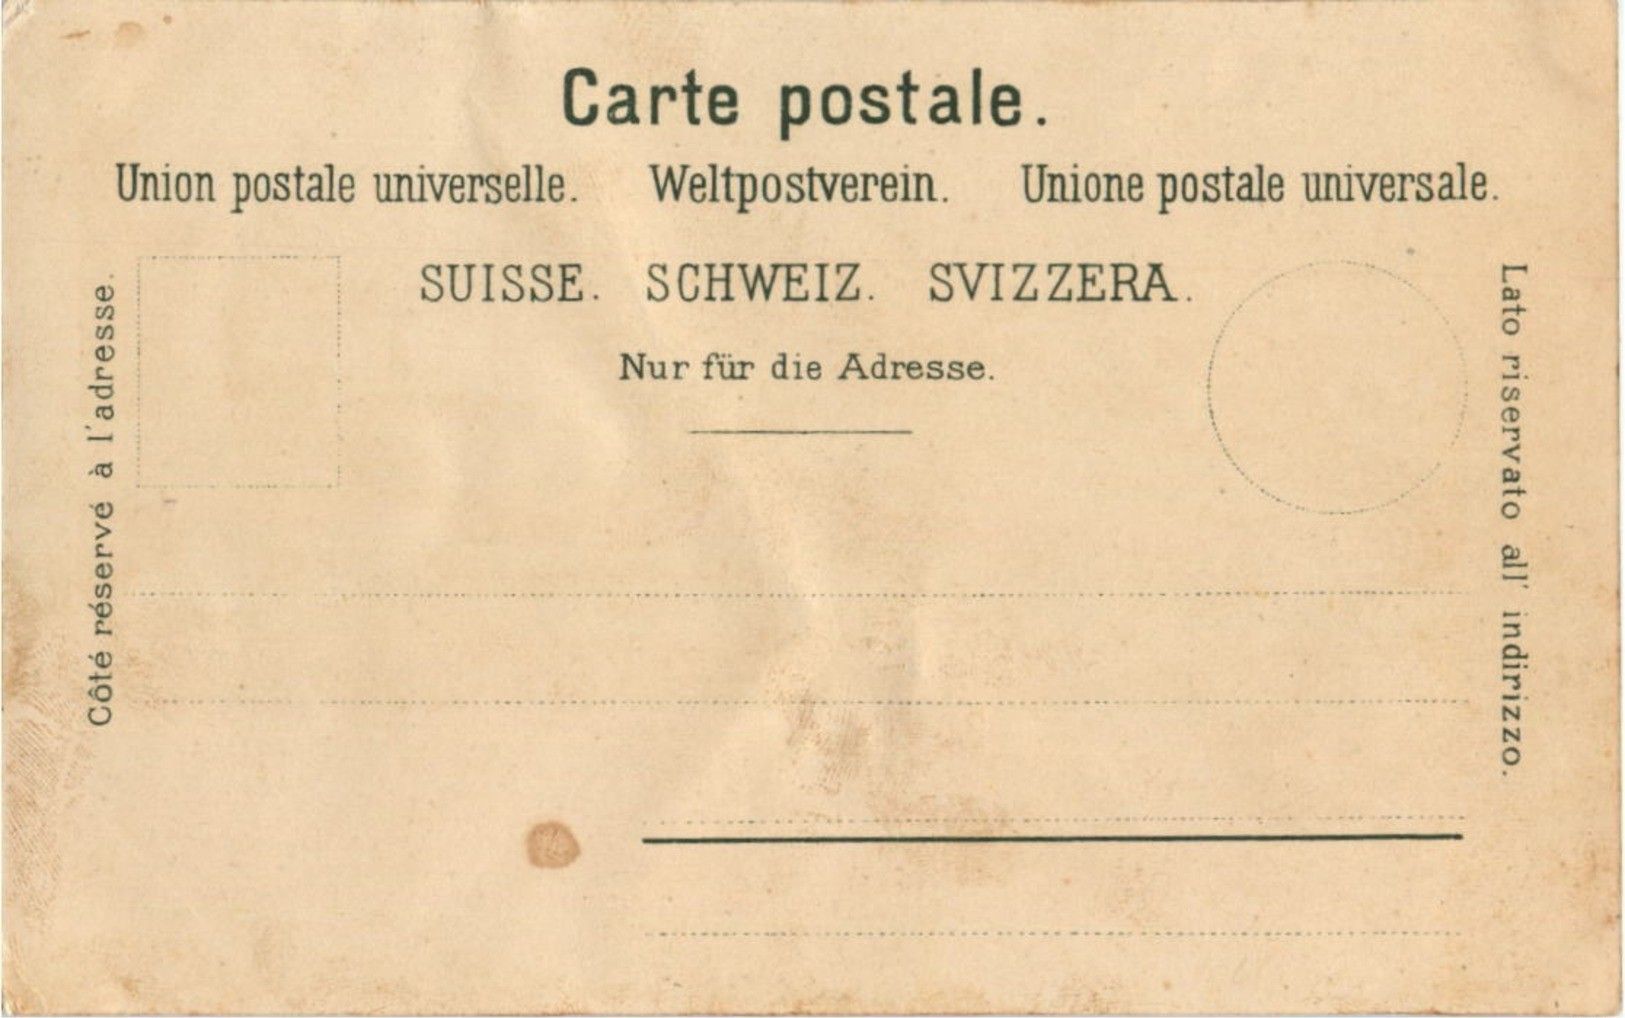 Carte postale.
Union postale universelle. Weltpostverein. Unione postale universale.
SUISSE. SCHWEIZ. SVIZZERA.
Nur für die Adresse.
Côté réservé à l'adresse.
Lato riservato all' indirizzo.